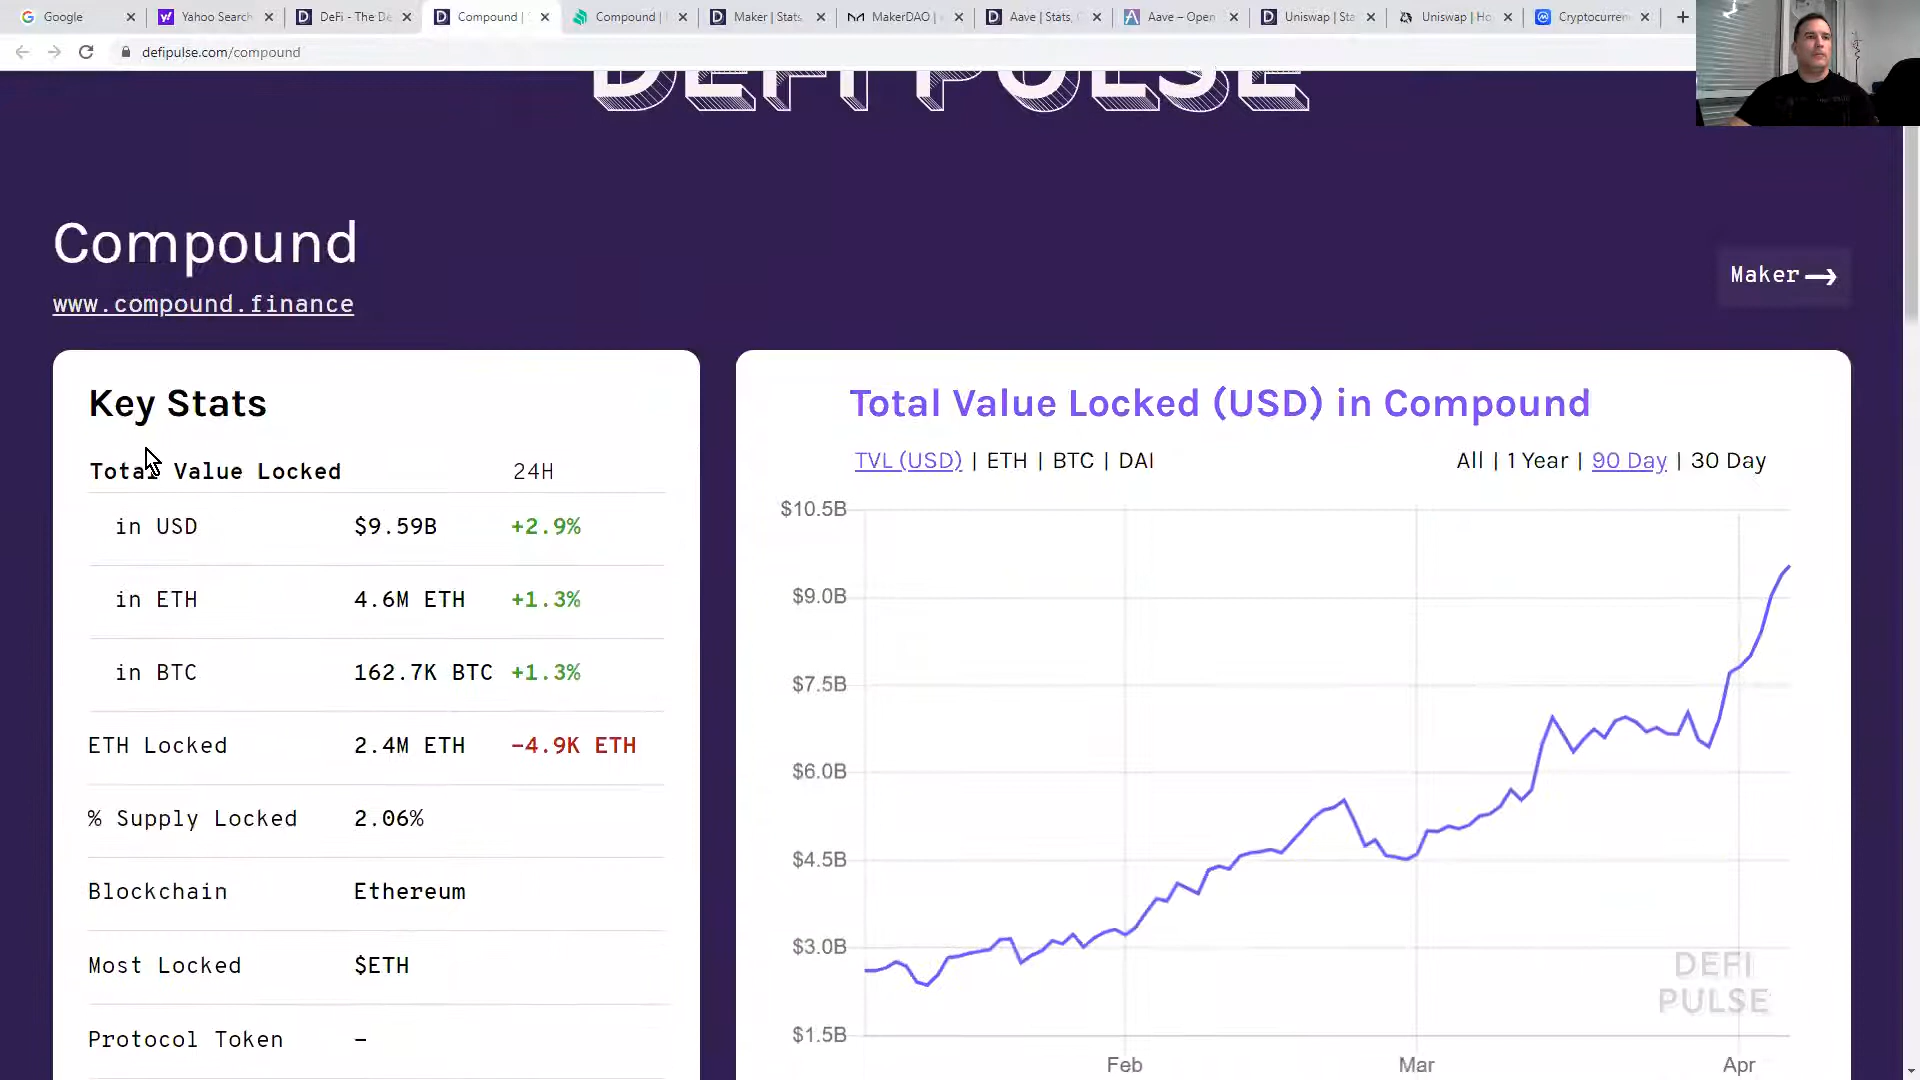 Google
Yahoo Search
DeFi - The De
Compound |
Compound |
Maker | Stats,
MakerDAO |
Aave | Stats,
Aave – Open
Uniswap | Sta
Uniswap | Ho
Cryptocurren
defipulse.com/compound
DEFI PULSE
Compound
www.compound.finance
Maker→
Key Stats
Total Value Locked 24H
in USD $9.59B +2.9%
in ETH 4.6M ETH +1.3%
in BTC 162.7K BTC +1.3%
ETH Locked 2.4M ETH −4.9K ETH
% Supply Locked 2.06%
Blockchain Ethereum
Most Locked $ETH
Protocol Token –
Total Value Locked (USD) in Compound
TVL (USD) | ETH | BTC | DAI
All | 1 Year | 90 Day | 30 Day
$10.5B
$9.0B
$7.5B
$6.0B
$4.5B
$3.0B
$1.5B
Feb Mar Apr
DEFI
PULSE